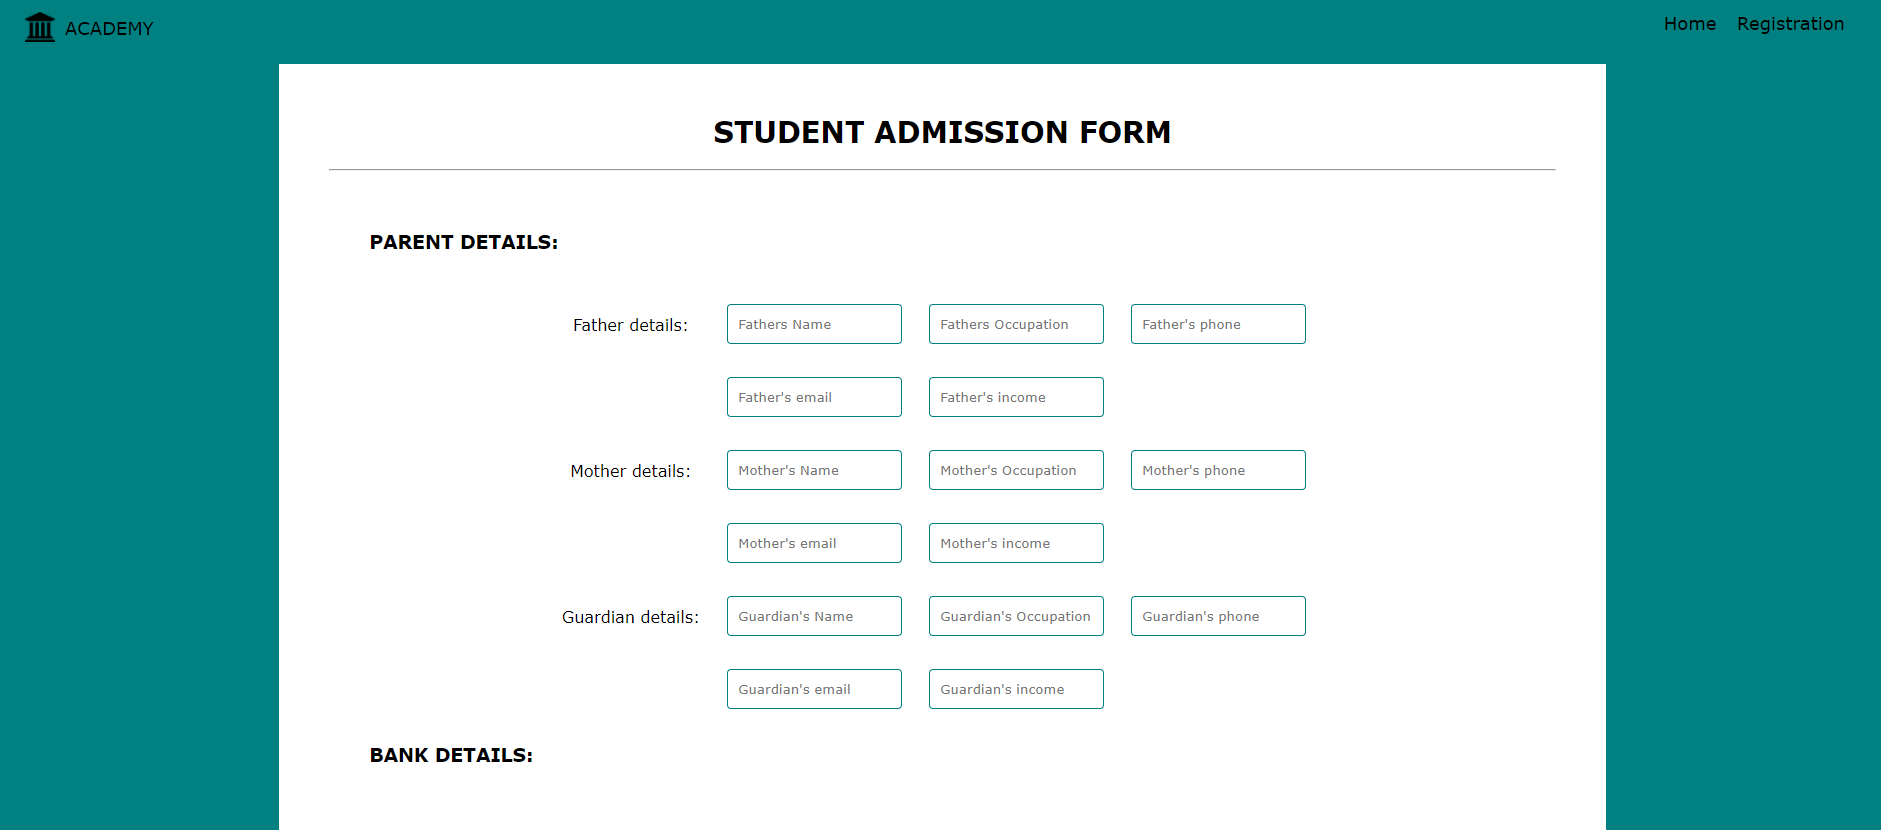 ACADEMY
Home Registration
STUDENT ADMISSION FORM
PARENT DETAILS:
Father details: Fathers Name Fathers Occupation Father's phone
Father's email Father's income
Mother details: Mother's Name Mother's Occupation Mother's phone
Mother's email Mother's income
Guardian details: Guardian's Name Guardian's Occupation Guardian's phone
Guardian's email Guardian's income
BANK DETAILS: